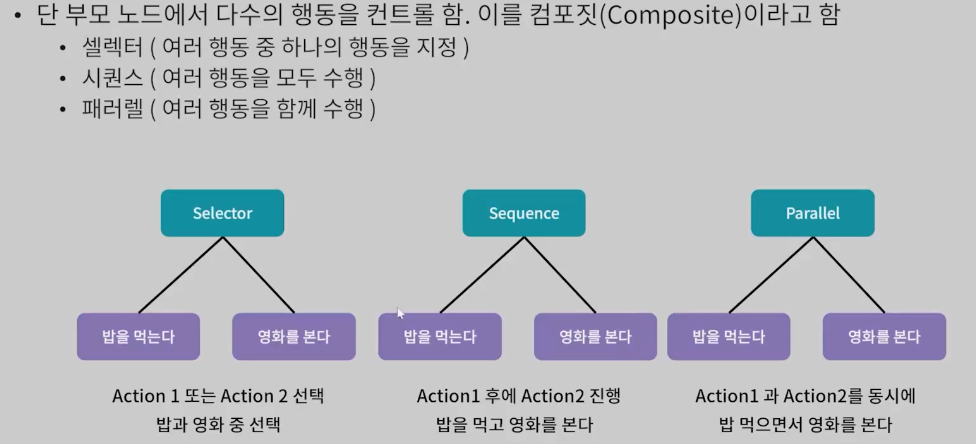 • 단 부모 노드에서 다수의 행동을 컨트롤 함. 이를 컴포짓(Composite)이라고 함
• 셀렉터 ( 여러 행동 중 하나의 행동을 지정 )
• 시퀀스 ( 여러 행동을 모두 수행 )
• 패러렐 ( 여러 행동을 함께 수행 )
Selector
Sequence
Parallel
밥을 먹는다
영화를 본다
밥을 먹는다
영화를 본다
밥을 먹는다
영화를 본다
Action 1 또는 Action 2 선택
밥과 영화 중 선택
Action1 후에 Action2 진행
밥을 먹고 영화를 본다
Action1 과 Action2를 동시에
밥 먹으면서 영화를 본다